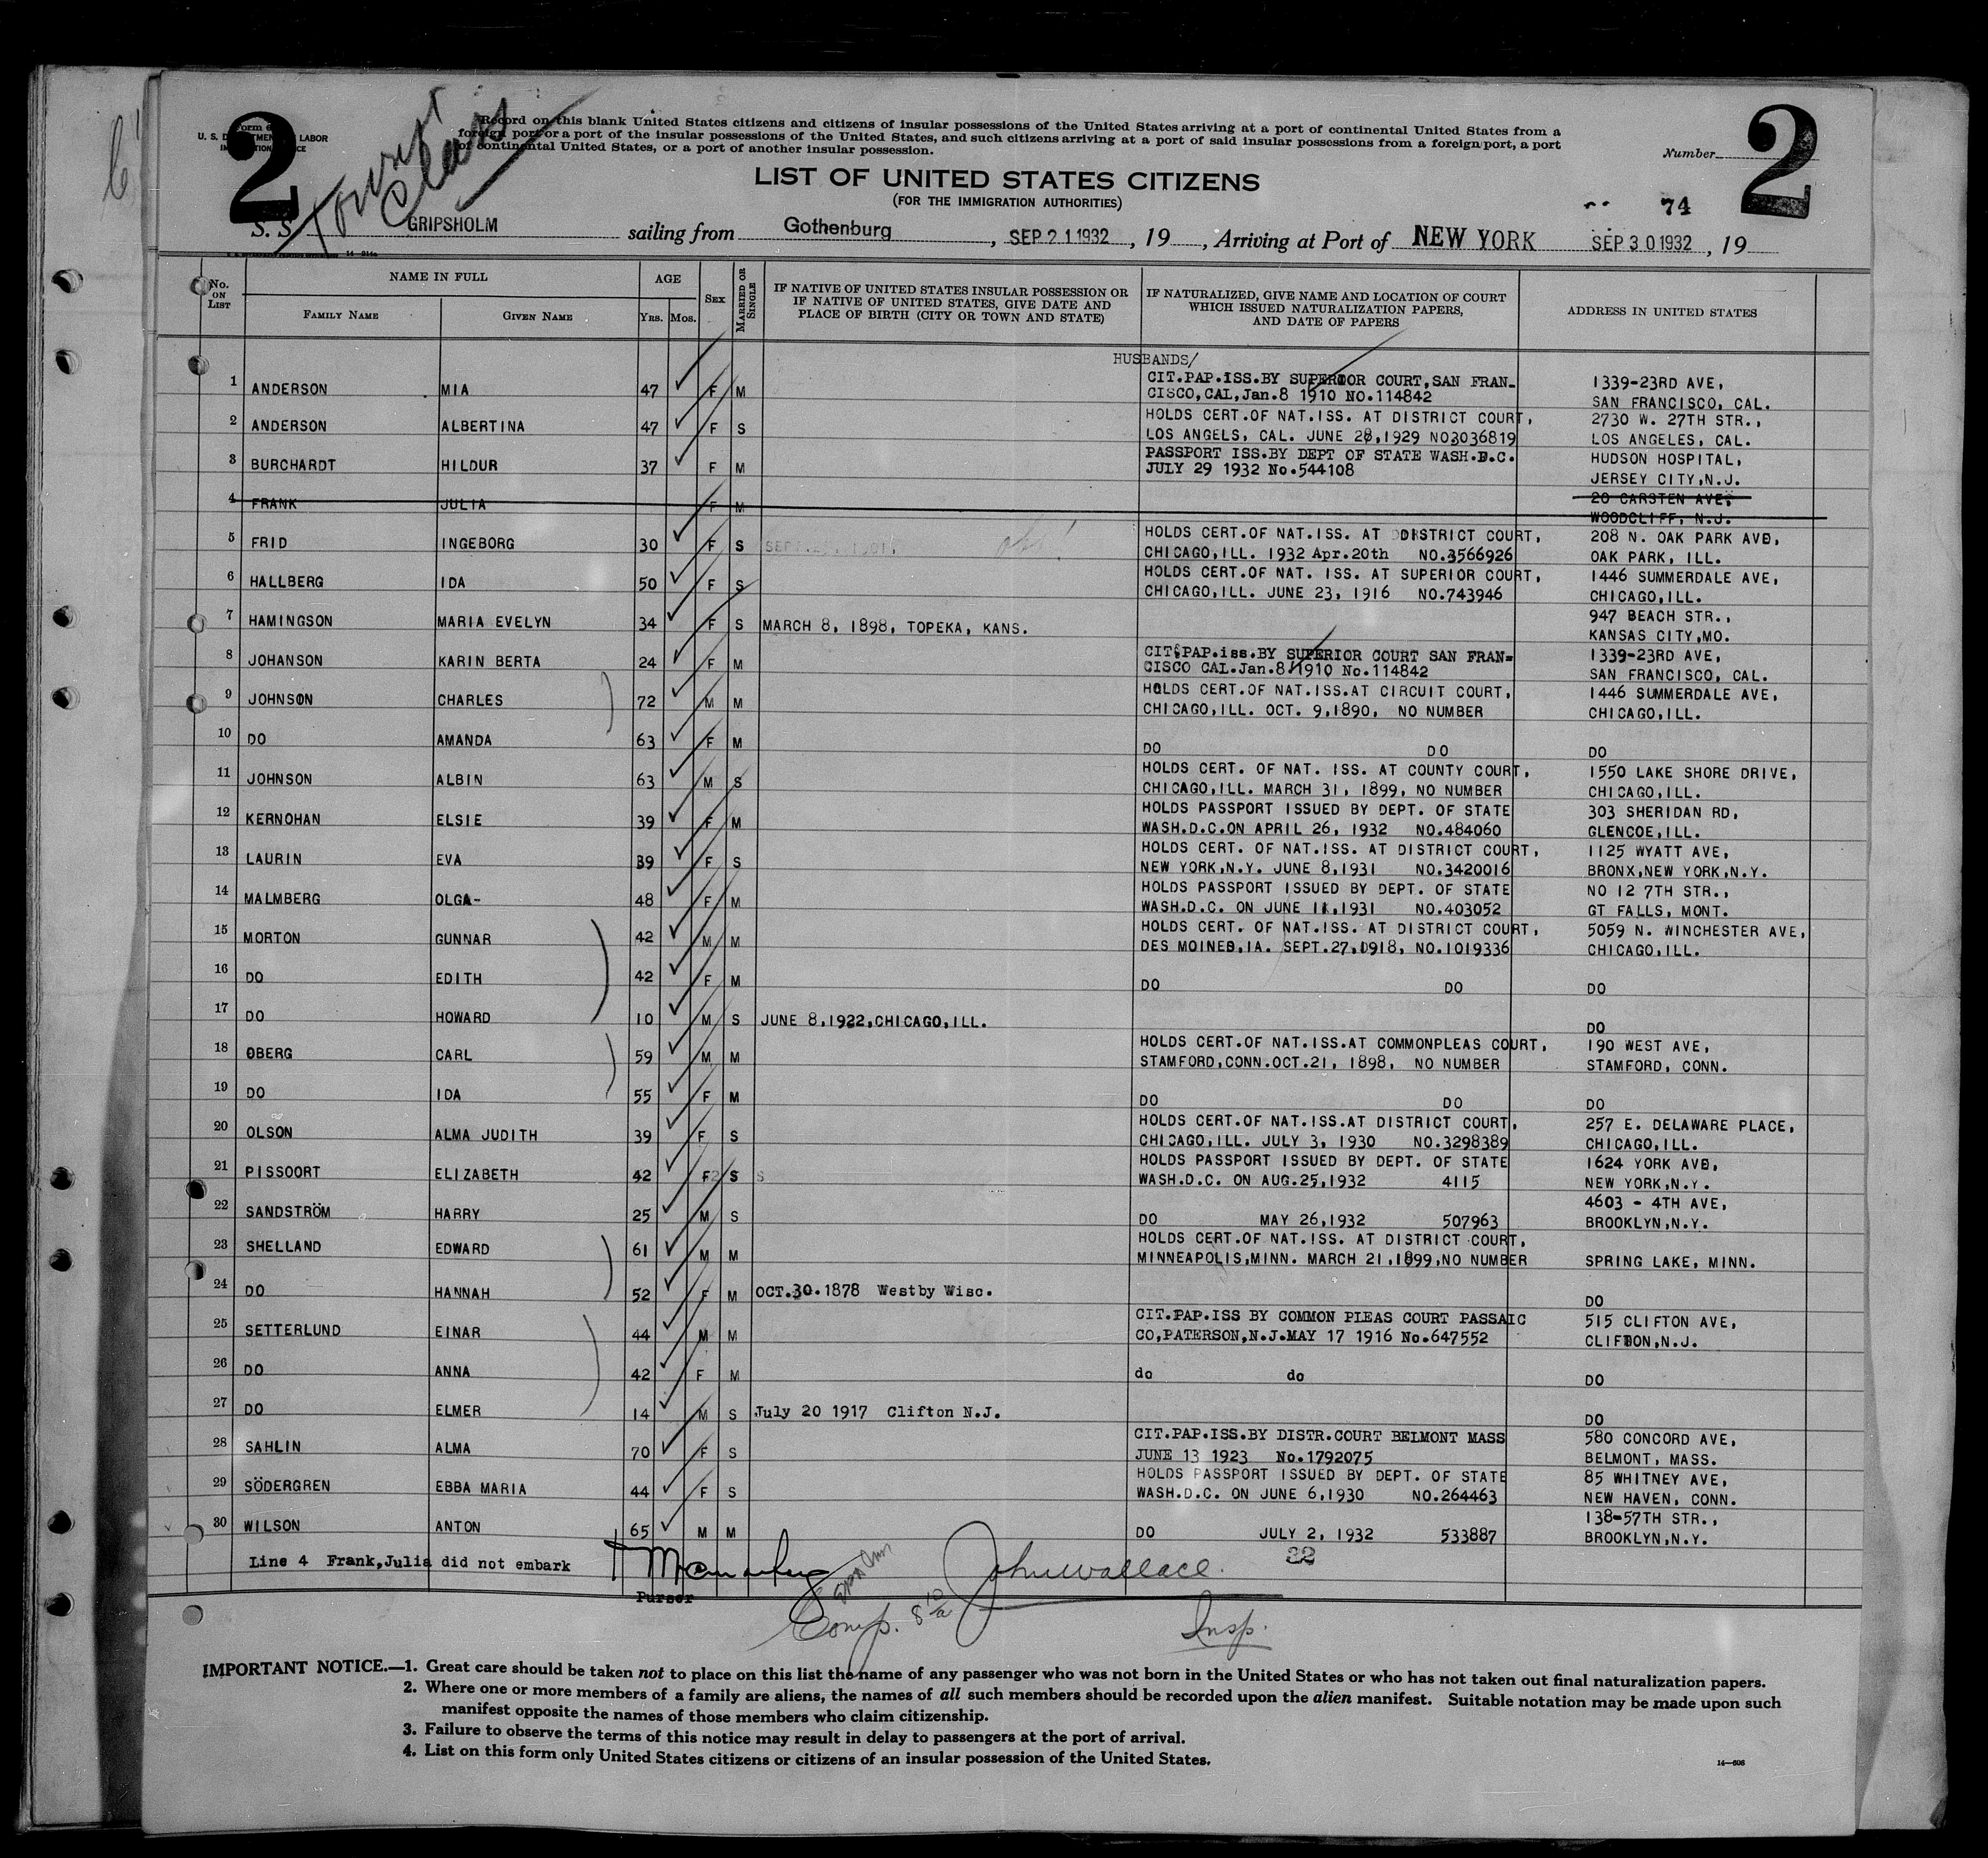 2
2
Tourist
Class
LABOR
Record on this blank United States citizens and citizens of insular possessions of the United States arriving at a port of continental United States from a
foreign port or a port of the insular possessions of the United States, and such citizens arriving at a port of said insular possessions from a foreign port, a port
of continental United States, or a port of another insular possession.
Number
LIST OF UNITED STATES CITIZENS
(FOR THE IMMIGRATION AUTHORITIES)
74
S. S. GRIPSHOLM sailing from Gothenburg, SEP 21 1932, 19 , Arriving at Port of NEW YORK SEP 30 1932, 19
No. ON LIST
NAME IN FULL
FAMILY NAME GIVEN NAME
AGE
YRS. MOS.
SEX
MARRIED OR SINGLE
IF NATIVE OF UNITED STATES INSULAR POSSESSION OR
IF NATIVE OF UNITED STATES, GIVE DATE AND
PLACE OF BIRTH (CITY OR TOWN AND STATE)
IF NATURALIZED, GIVE NAME AND LOCATION OF COURT
WHICH ISSUED NATURALIZATION PAPERS,
AND DATE OF PAPERS
ADDRESS IN UNITED STATES
HUSBANDS/
CIT.PAP.ISS.BY SUPERIOR COURT,SAN FRAN- 1339-23RD AVE,
1 ANDERSON MIA 47 F M CISCO,CAL,Jan.8 1910 NO.114842 SAN FRANCISCO, CAL.
HOLDS CERT.OF NAT.ISS. AT DISTRICT COURT, 2730 W. 27TH STR.,
2 ANDERSON ALBERTINA 47 F S LOS ANGELS, CAL. JUNE 28,1929 NO3036819 LOS ANGELES, CAL.
PASSPORT ISS.BY DEPT OF STATE WASH.D.C. HUDSON HOSPITAL,
3 BURCHARDT HILDUR 37 F M JULY 29 1932 No.544108 JERSEY CITY,N.J.
20 CARSTEN AVE,
4 FRANK JULIA F M WOODCLIFF, N.J.
HOLDS CERT.OF NAT.ISS. AT DISTRICT COURT, 208 N. OAK PARK AVE,
5 FRID INGEBORG 30 F S CHICAGO,ILL. 1932 Apr.20th NO.3566926 OAK PARK, ILL.
HOLDS CERT.OF NAT. ISS. AT SUPERIOR COURT, 1446 SUMMERDALE AVE,
6 HALLBERG IDA 50 F S CHICAGO,ILL. JUNE 23, 1916 NO.743946 CHICAGO,ILL.
947 BEACH STR.,
7 HAMINGSON MARIA EVELYN 34 F S MARCH 8, 1898, TOPEKA, KANS. KANSAS CITY,MO.
CIT.PAP.iss.BY SUPERIOR COURT SAN FRAN- 1339-23RD AVE,
8 JOHANSON KARIN BERTA 24 F M CISCO CAL.Jan.8 1910 No.114842 SAN FRANCISCO, CAL.
HOLDS CERT.OF NAT.ISS.AT CIRCUIT COURT, 1446 SUMMERDALE AVE,
9 JOHNSON CHARLES 72 M M CHICAGO,ILL. OCT. 9,1890, NO NUMBER CHICAGO,ILL.
10 DO AMANDA 63 F M DO DO DO
HOLDS CERT. OF NAT. ISS. AT COUNTY COURT, 1550 LAKE SHORE DRIVE,
11 JOHNSON ALBIN 63 M S CHICAGO,ILL. MARCH 31, 1899, NO NUMBER CHICAGO,ILL.
HOLDS PASSPORT ISSUED BY DEPT. OF STATE 303 SHERIDAN RD,
12 KERNOHAN ELSIE 39 F M WASH.D.C.ON APRIL 26, 1932 NO.484060 GLENCOE,ILL.
HOLDS CERT. OF NAT.ISS. AT DISTRICT COURT, 1125 WYATT AVE,
13 LAURIN EVA 39 F S NEW YORK,N.Y. JUNE 8,1931 NO.3420016 BRONX,NEW YORK,N.Y.
HOLDS PASSPORT ISSUED BY DEPT. OF STATE NO 12 7TH STR.,
14 MALMBERG OLGA- 48 F M WASH.D.C. ON JUNE 11,1931 NO.403052 GT FALLS, MONT.
HOLDS CERT. OF NAT.ISS. AT DISTRICT COURT, 5059 N. WINCHESTER AVE,
15 MORTON GUNNAR 42 M M DES MOINES,IA. SEPT.27,1918, NO.1019336 CHICAGO,ILL.
16 DO EDITH 42 F M DO DO DO
17 DO HOWARD 10 M S JUNE 8,1922,CHICAGO,ILL. DO
HOLDS CERT.OF NAT.ISS.AT COMMONPLEAS COURT, 190 WEST AVE,
18 OBERG CARL 59 M M STAMFORD,CONN.OCT.21, 1898, NO NUMBER STAMFORD, CONN.
19 DO IDA 55 F M DO DO DO
HOLDS CERT.OF NAT.ISS.AT DISTRICT COURT, 257 E. DELAWARE PLACE,
20 OLSON ALMA JUDITH 39 F S CHICAGO,ILL. JULY 3, 1930 NO.3298389 CHICAGO,ILL.
HOLDS PASSPORT ISSUED BY DEPT. OF STATE 1624 YORK AVE,
21 PISSOORT ELIZABETH 42 F S WASH.D.C. ON AUG.25,1932 4115 NEW YORK,N.Y.
4603 - 4TH AVE,
22 SANDSTRÖM HARRY 25 M S DO MAY 26,1932 507963 BROOKLYN,N.Y.
HOLDS CERT.OF NAT.ISS. AT DISTRICT COURT,
23 SHELLAND EDWARD 61 M M MINNEAPOLIS,MINN. MARCH 21,1899,NO NUMBER SPRING LAKE, MINN.
24 DO HANNAH 52 F M OCT.30.1878 Westby Wisc. DO
CIT.PAP.ISS BY COMMON PLEAS COURT PASSAIC 515 CLIFTON AVE,
25 SETTERLUND EINAR 44 M M CO,PATERSON,N.J.MAY 17 1916 No.647552 CLIFTON,N.J.
26 DO ANNA 42 F M do do DO
27 DO ELMER 14 M S July 20 1917 Clifton N.J. DO
CIT.PAP.ISS.BY DISTR.COURT BELMONT MASS 580 CONCORD AVE,
28 SAHLIN ALMA 70 F S JUNE 13 1923 No.1792075 BELMONT, MASS.
HOLDS PASSPORT ISSUED BY DEPT. OF STATE 85 WHITNEY AVE,
29 SÖDERGREN EBBA MARIA 44 F S WASH.D.C. ON JUNE 6,1930 NO.264463 NEW HAVEN, CONN.
138-57TH STR.,
30 WILSON ANTON 65 M M DO JULY 2, 1932 533887 BROOKLYN,N.Y.
Line 4 Frank,Julia did not embark John Wallace.
Purser
Comp. Insp.
IMPORTANT NOTICE.—1. Great care should be taken not to place on this list the name of any passenger who was not born in the United States or who has not taken out final naturalization papers.
2. Where one or more members of a family are aliens, the names of all such members should be recorded upon the alien manifest. Suitable notation may be made upon such
manifest opposite the names of those members who claim citizenship.
3. Failure to observe the terms of this notice may result in delay to passengers at the port of arrival.
4. List on this form only United States citizens or citizens of an insular possession of the United States.